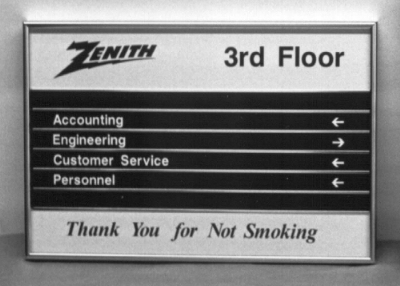 ZENITH 3rd Floor
Accounting ←
Engineering →
Customer Service ←
Personnel ←
Thank You for Not Smoking